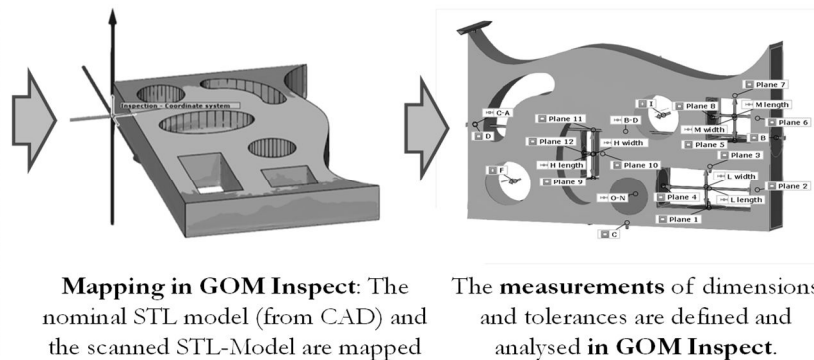 Inspection - Coordinate system
Plane 7
I
Plane 8
M length
C-A
Plane 11
B-D
Plane 6
M width
D
B
Plane 12
H width
Plane 5
Plane 3
H length
Plane 10
L width
F
Plane 9
Plane 2
O-N
Plane 4
L length
Plane 1
C
Mapping in GOM Inspect: The
nominal STL model (from CAD) and
the scanned STL-Model are mapped
The measurements of dimensions
and tolerances are defined and
analysed in GOM Inspect.